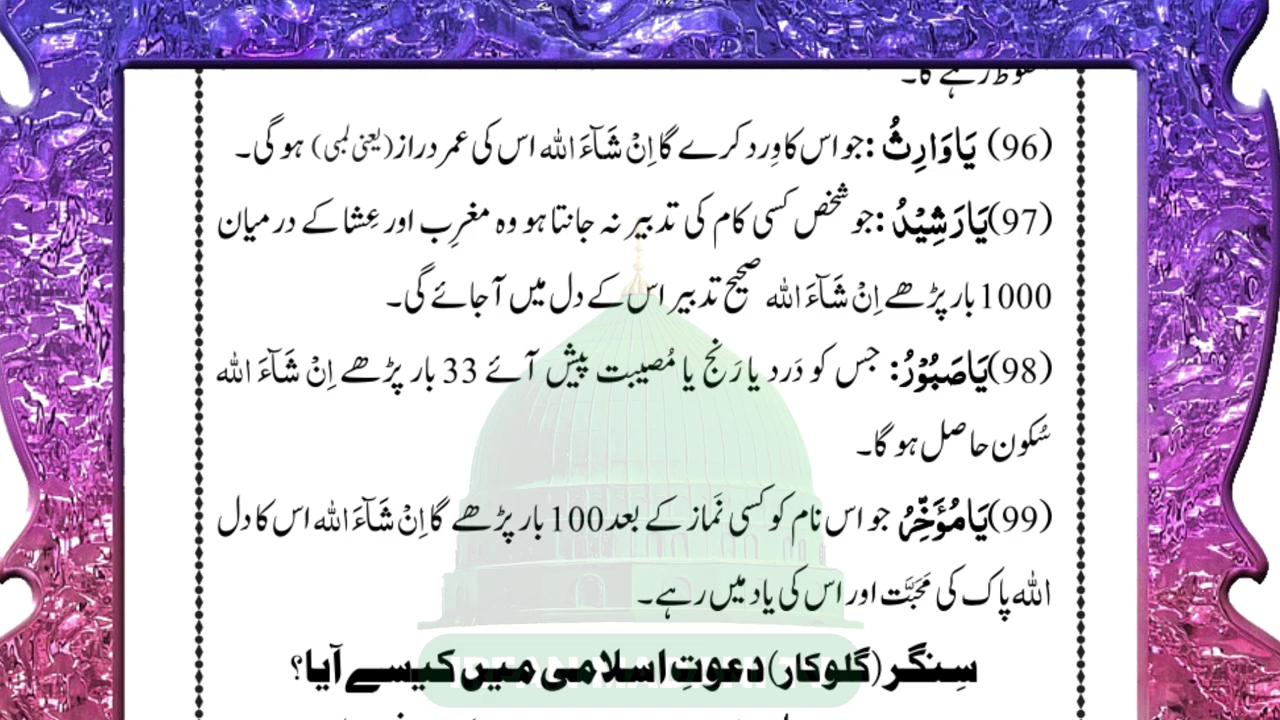 رہے گا۔
(96) یَاوَارِثُ :جو اس کا وِرد کرے گا اِنْ شَآءَ اللہ اس کی عمر دراز(یعنی لمبی) ہو گی۔
(97)یَارَشِیْدُ :جو شخص کسی کام کی تدبیر نہ جانتا ہو وہ مغرِب اور عِشا کے درمیان
1000 بار پڑھے اِنْ شَآءَ اللہ صحیح تدبیر اس کے دل میں آ جائے گی۔
(98)یَاصَبُوْرُ: جس کو دَرد یا رَنج یا مُصیبت پیش آئے 33 بار پڑھے اِنْ شَآءَ اللہ
سُکون حاصل ہو گا۔
(99)یَامُؤَخِّرُ جو اس نام کو کسی نَماز کے بعد 100 بار پڑھے گا اِنْ شَآءَ اللہ اس کا دل
اللہ پاک کی مَحَبَّت اور اس کی یاد میں رہے۔
سِنگر (گلوکار) دعوتِ اسلامی میں کیسے آیا؟